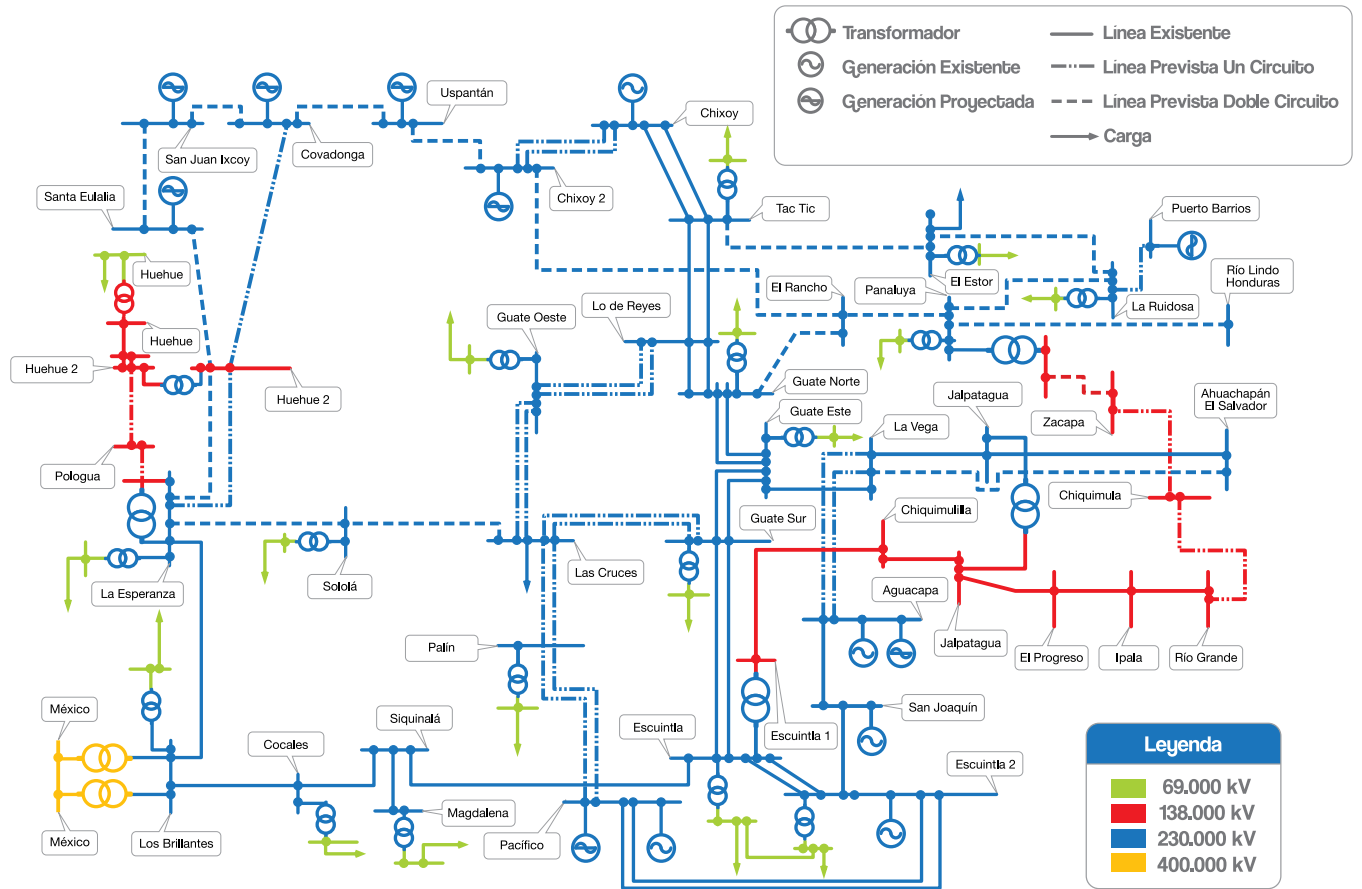 Transformador
Línea Existente
Generación Existente
Línea Prevista Un Circuito
Generación Proyectada
Línea Prevista Doble Circuito
Carga
Uspantán
Chixoy
San Juan Ixcoy
Covadonga
Santa Eulalia
Chixoy 2
Tac Tic
Puerto Barrios
Huehue
El Rancho
Panaluya
El Estor
Río Lindo
Honduras
Lo de Reyes
Guate Oeste
La Ruidosa
Huehue
Huehue 2
Huehue 2
Guate Norte
Guate Este
La Vega
Jalpatagua
Zacapa
Ahuachapán
El Salvador
Pologua
Chiquimula
Chiquimulilla
Guate Sur
La Esperanza
Sololá
Las Cruces
Aguacapa
Palín
Jalpatagua
El Progreso
Ipala
Río Grande
México
Siquinalá
Cocales
Escuintla
Escuintla 1
San Joaquín
Escuintla 2
México
Los Brillantes
Magdalena
Pacífico
Leyenda
69.000 kV
138.000 kV
230.000 kV
400.000 kV